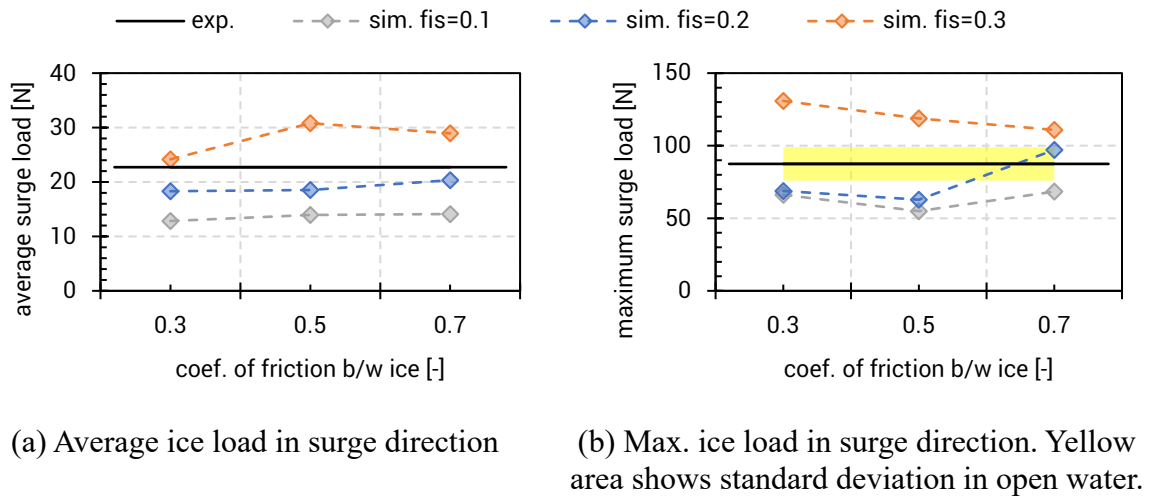 exp. sim. fis=0.1 sim. fis=0.2 sim. fis=0.3
average surge load [N]
40
30
20
10
0
0.3 0.5 0.7
coef. of friction b/w ice [-]
maximum surge load [N]
150
100
50
0
0.3 0.5 0.7
coef. of friction b/w ice [-]
(a) Average ice load in surge direction
(b) Max. ice load in surge direction. Yellow
area shows standard deviation in open water.